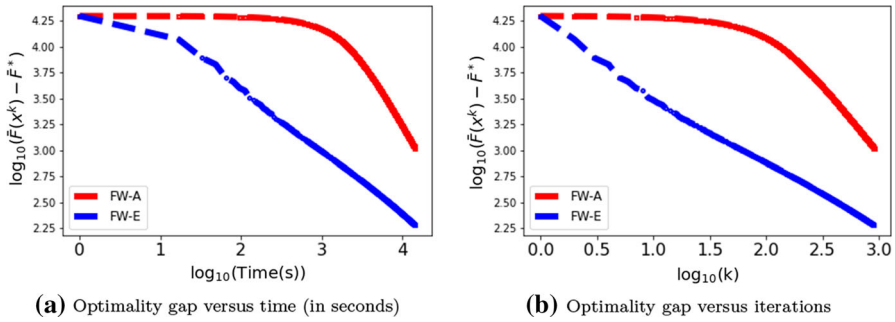 4.25
4.00
3.75
3.50
3.25
3.00
2.75
2.50
2.25
log₁₀(F̄(xᵏ) − F̄*)
FW-A
FW-E
0 1 2 3 4
log₁₀(Time(s))
(a) Optimality gap versus time (in seconds)
4.25
4.00
3.75
3.50
3.25
3.00
2.75
2.50
2.25
log₁₀(F̄(xᵏ) − F̄*)
FW-A
FW-E
0.0 0.5 1.0 1.5 2.0 2.5 3.0
log₁₀(k)
(b) Optimality gap versus iterations